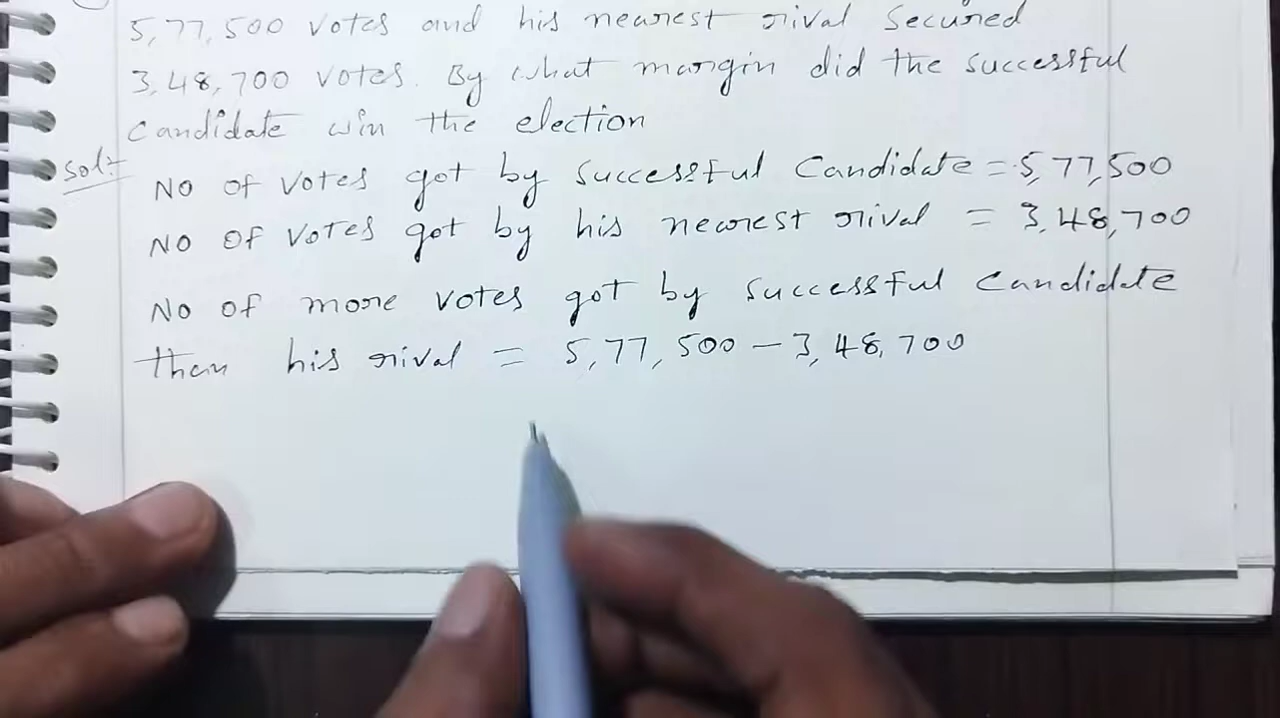 5,77,500 votes and his nearest rival secured
3,48,700 votes. By what margin did the successful
candidate win the election
Sol:-
No of votes got by successful candidate = 5,77,500
No of votes got by his nearest rival = 3,48,700
No of more votes got by successful candidate
than his rival = 5,77,500 - 3,48,700